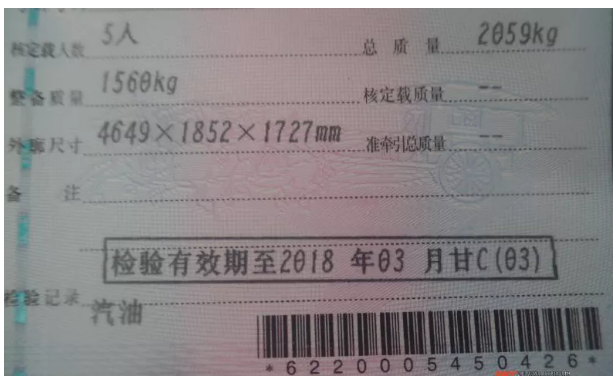 核定载人数 5人 总质量 2059kg
整备质量 1560kg 核定载质量 --
外廓尺寸 4649×1852×1727mm 准牵引总质量 --
备注
检验有效期至2018 年03 月甘C(03)
检验记录
汽油
*6220005450426*